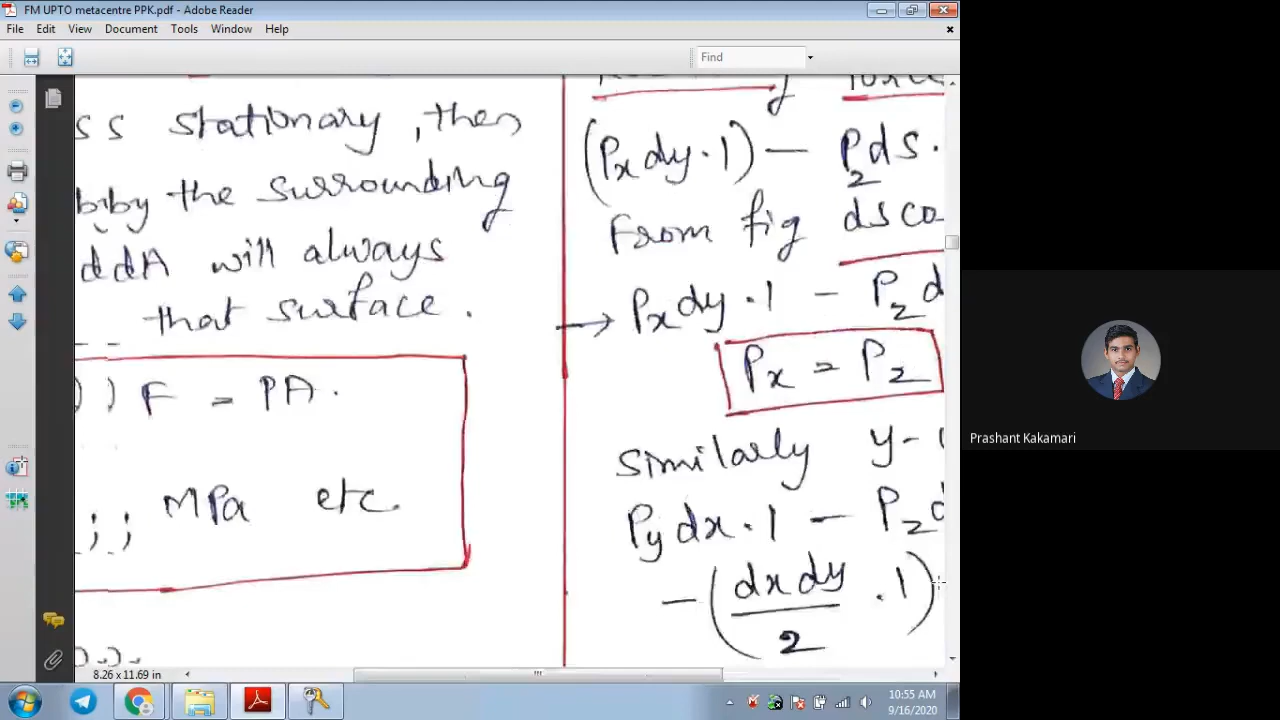 FM UPTO metacentre PPK.pdf - Adobe Reader
File Edit View Document Tools Window Help
Find
ss stationary, then
by the surrounding
ddA will always
that surface.
F = PA.
;; MPa etc.
(Px dy.1) - Pz ds.
From fig ds co
→ Px dy.1 - Pz d
Px = Pz
Similarly y-
Py dx.1 - Pz d
- (dx dy / 2 .1)
8.26 x 11.69 in
Prashant Kakamari
10:55 AM
9/16/2020